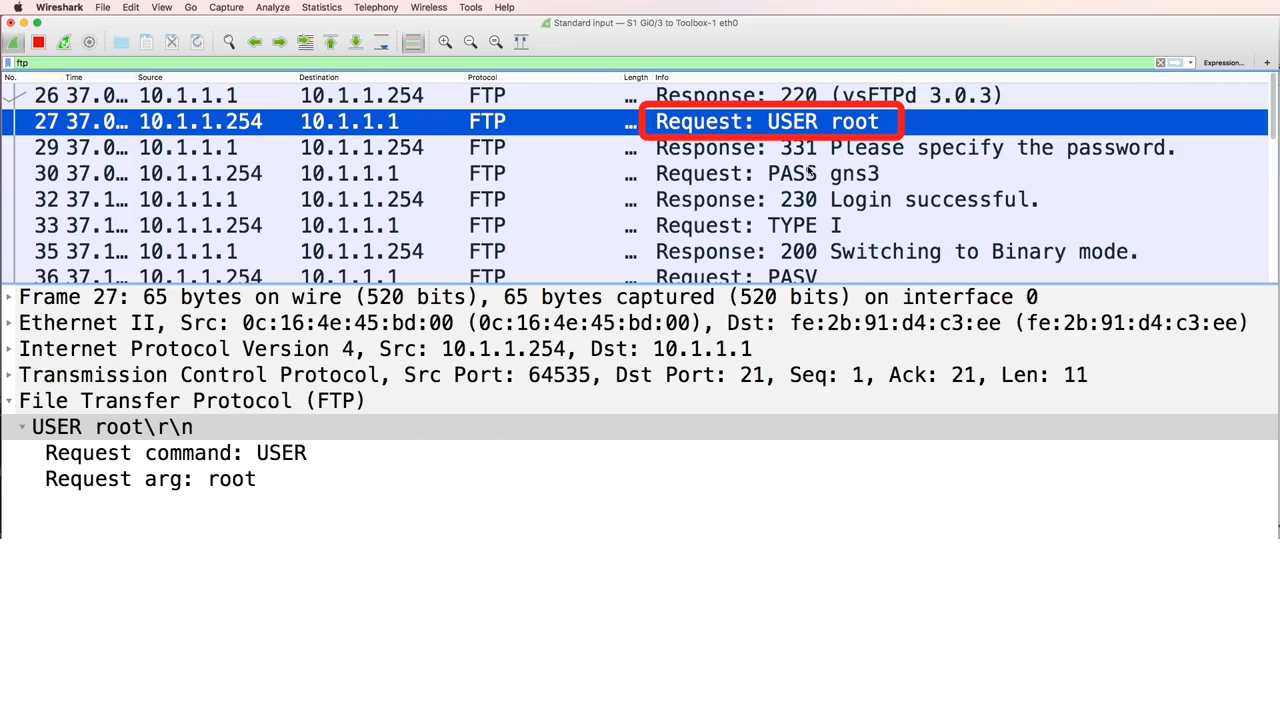 Wireshark File Edit View Go Capture Analyze Statistics Telephony Wireless Tools Help
Standard input — S1 Gi0/3 to Toolbox-1 eth0
ftp Expression... +
No. Time Source Destination Protocol Length Info
26 37.0… 10.1.1.1 10.1.1.254 FTP … Response: 220 (vsFTPd 3.0.3)
27 37.0… 10.1.1.254 10.1.1.1 FTP … Request: USER root
29 37.0… 10.1.1.1 10.1.1.254 FTP … Response: 331 Please specify the password.
30 37.0… 10.1.1.254 10.1.1.1 FTP … Request: PASS gns3
32 37.1… 10.1.1.1 10.1.1.254 FTP … Response: 230 Login successful.
33 37.1… 10.1.1.254 10.1.1.1 FTP … Request: TYPE I
35 37.1… 10.1.1.1 10.1.1.254 FTP … Response: 200 Switching to Binary mode.
36 37.1… 10.1.1.254 10.1.1.1 FTP … Request: PASV
Frame 27: 65 bytes on wire (520 bits), 65 bytes captured (520 bits) on interface 0
Ethernet II, Src: 0c:16:4e:45:bd:00 (0c:16:4e:45:bd:00), Dst: fe:2b:91:d4:c3:ee (fe:2b:91:d4:c3:ee)
Internet Protocol Version 4, Src: 10.1.1.254, Dst: 10.1.1.1
Transmission Control Protocol, Src Port: 64535, Dst Port: 21, Seq: 1, Ack: 21, Len: 11
File Transfer Protocol (FTP)
USER root\r\n
Request command: USER
Request arg: root